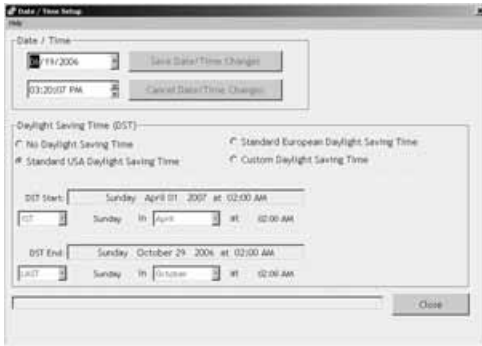 Date / Time Setup
Help
Date / Time
06/19/2006
Save Date/Time Changes
03:20:07 PM
Cancel Date/Time Changes
Daylight Saving Time (DST)
No Daylight Saving Time
Standard European Daylight Saving Time
Standard USA Daylight Saving Time
Custom Daylight Saving Time
DST Start: Sunday April 01 2007 at 02:00 AM
1ST Sunday in April at 02:00 AM
DST End: Sunday October 29 2006 at 02:00 AM
LAST Sunday in October at 02:00 AM
Close